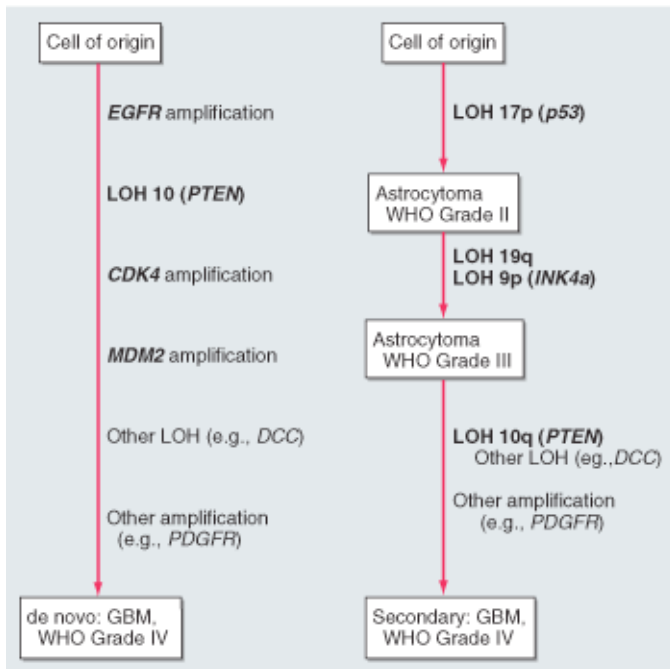 Cell of origin
EGFR amplification
LOH 10 (PTEN)
CDK4 amplification
MDM2 amplification
Other LOH (e.g., DCC)
Other amplification
(e.g., PDGFR)
de novo: GBM,
WHO Grade IV
Cell of origin
LOH 17p (p53)
Astrocytoma
WHO Grade II
LOH 19q
LOH 9p (INK4a)
Astrocytoma
WHO Grade III
LOH 10q (PTEN)
Other LOH (eg.,DCC)
Other amplification
(e.g., PDGFR)
Secondary: GBM,
WHO Grade IV